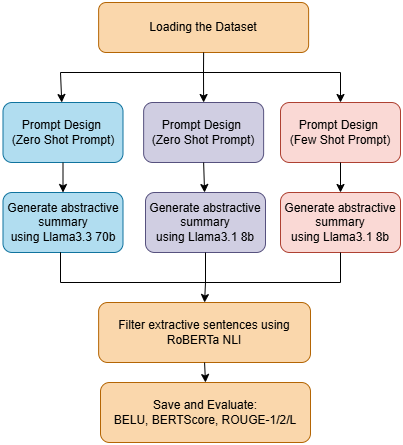 Loading the Dataset
Prompt Design
(Zero Shot Prompt)
Prompt Design
(Zero Shot Prompt)
Prompt Design
(Few Shot Prompt)
Generate abstractive
summary
using Llama3.3 70b
Generate abstractive
summary
using Llama3.1 8b
Generate abstractive
summary
using Llama3.1 8b
Filter extractive sentences using
RoBERTa NLI
Save and Evaluate:
BELU, BERTScore, ROUGE-1/2/L